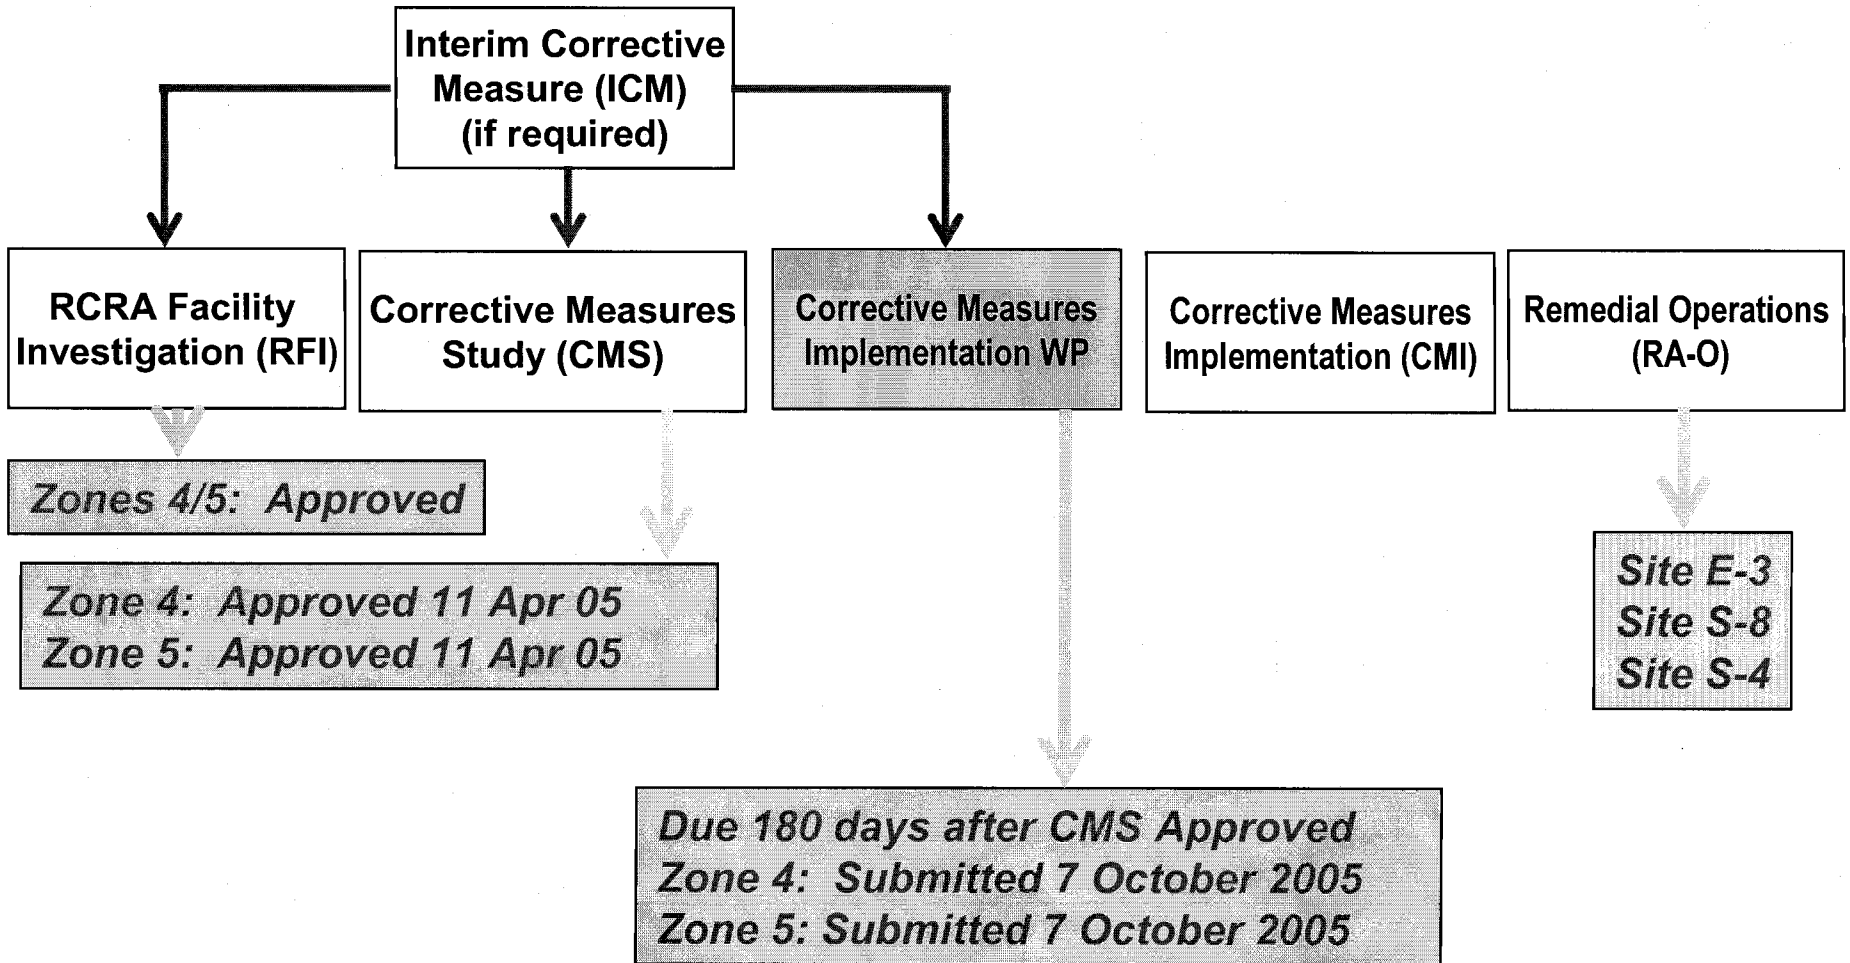 Interim Corrective
Measure (ICM)
(if required)
RCRA Facility
Investigation (RFI)
Corrective Measures
Study (CMS)
Corrective Measures
Implementation WP
Corrective Measures
Implementation (CMI)
Remedial Operations
(RA-O)
Zones 4/5: Approved
Zone 4: Approved 11 Apr 05
Zone 5: Approved 11 Apr 05
Due 180 days after CMS Approved
Zone 4: Submitted 7 October 2005
Zone 5: Submitted 7 October 2005
Site E-3
Site S-8
Site S-4